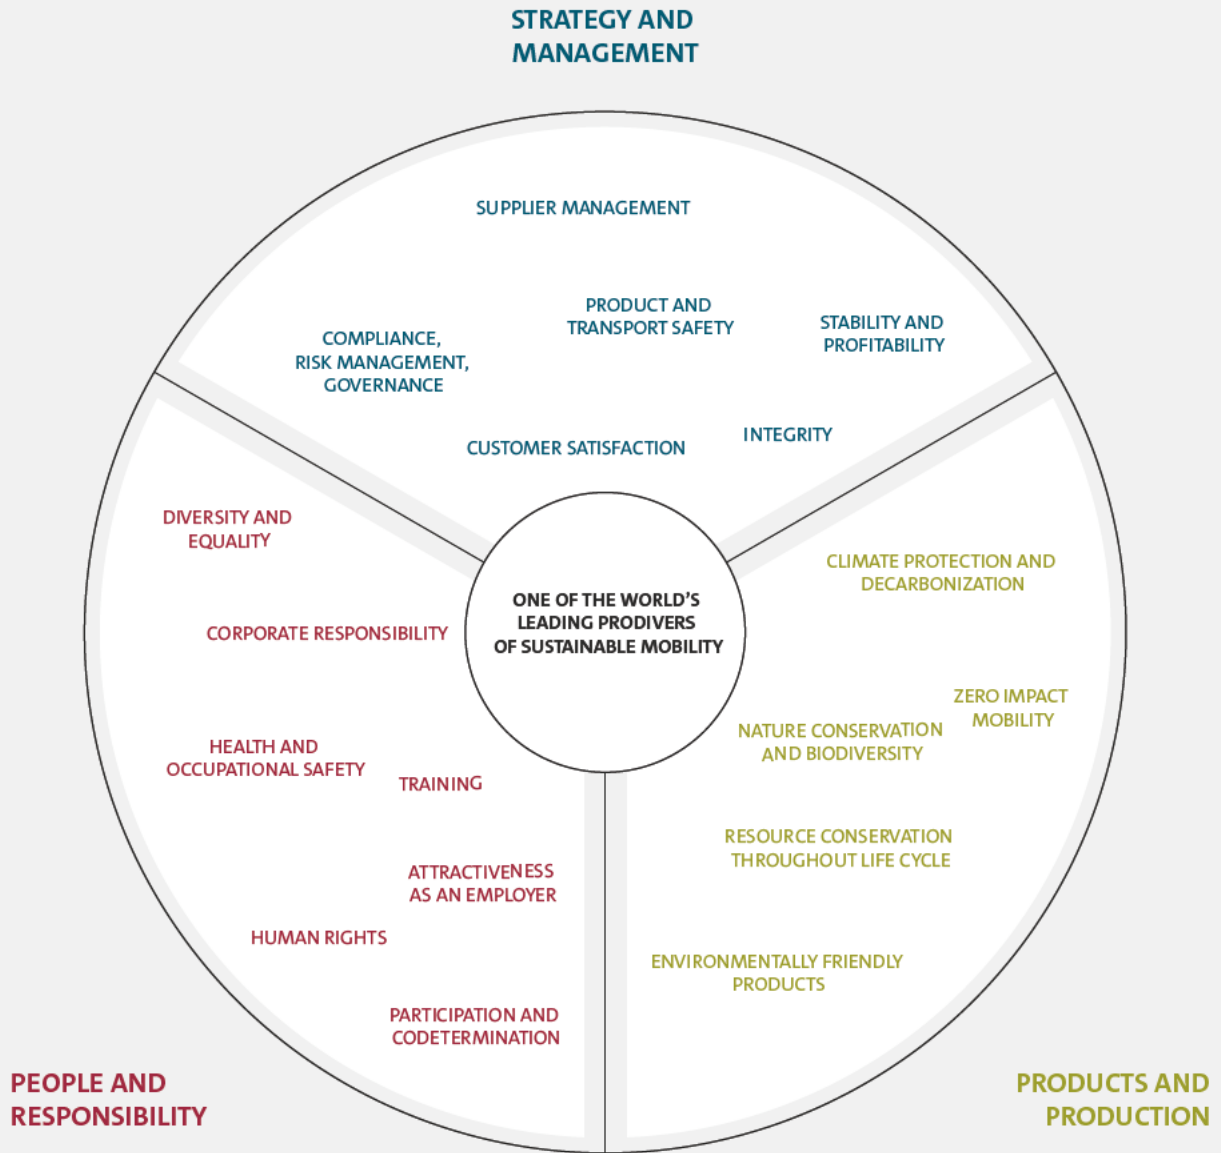 STRATEGY AND
MANAGEMENT
SUPPLIER MANAGEMENT
PRODUCT AND
TRANSPORT SAFETY
STABILITY AND
PROFITABILITY
COMPLIANCE,
RISK MANAGEMENT,
GOVERNANCE
INTEGRITY
CUSTOMER SATISFACTION
DIVERSITY AND
EQUALITY
CORPORATE RESPONSIBILITY
HEALTH AND
OCCUPATIONAL SAFETY
TRAINING
ATTRACTIVENESS
AS AN EMPLOYER
HUMAN RIGHTS
PARTICIPATION AND
CODETERMINATION
PEOPLE AND
RESPONSIBILITY
ONE OF THE WORLD'S
LEADING PRODIVERS
OF SUSTAINABLE MOBILITY
CLIMATE PROTECTION AND
DECARBONIZATION
ZERO IMPACT
MOBILITY
NATURE CONSERVATION
AND BIODIVERSITY
RESOURCE CONSERVATION
THROUGHOUT LIFE CYCLE
ENVIRONMENTALLY FRIENDLY
PRODUCTS
PRODUCTS AND
PRODUCTION